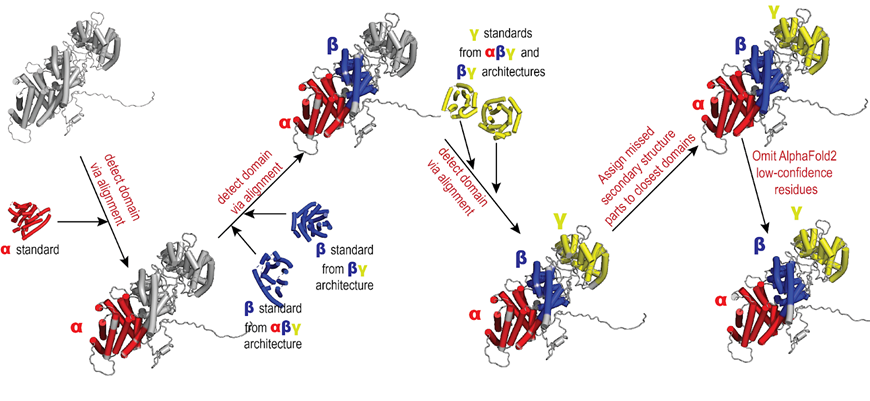 detect domain
via alignment
α standard
α
detect domain
via alignment
β standard
from βγ
architecture
β standard
from αβγ
architecture
β
α
γ standards
from αβγ and
βγ architectures
detect domain
via alignment
γ
β
α
Assign missed
secondary structure
parts to closest domains
γ
β
α
Omit AlphaFold2
low-confidence
residues
γ
β
α